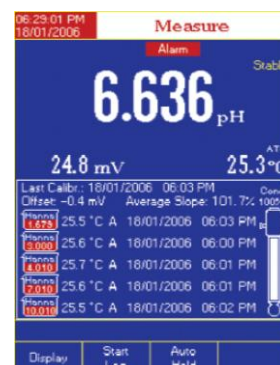 06:29:01 PM
18/01/2006
Measure
Alarm
6.636 pH
24.8 mV
25.3°
Last Calibr.: 18/01/2006 06:03 PM
Offset: -0.4 mV Average Slope: 101.7% 100%
Hanna 1.679 25.5 °C A 18/01/2006 06:03 PM
Hanna 3.000 25.6 °C A 18/01/2006 06:00 PM
Hanna 4.010 25.7 °C A 18/01/2006 06:01 PM
Hanna 7.010 25.6 °C A 18/01/2006 06:01 PM
Hanna 10.010 25.5 °C A 18/01/2006 06:02 PM
Display
Start
Auto
Hold